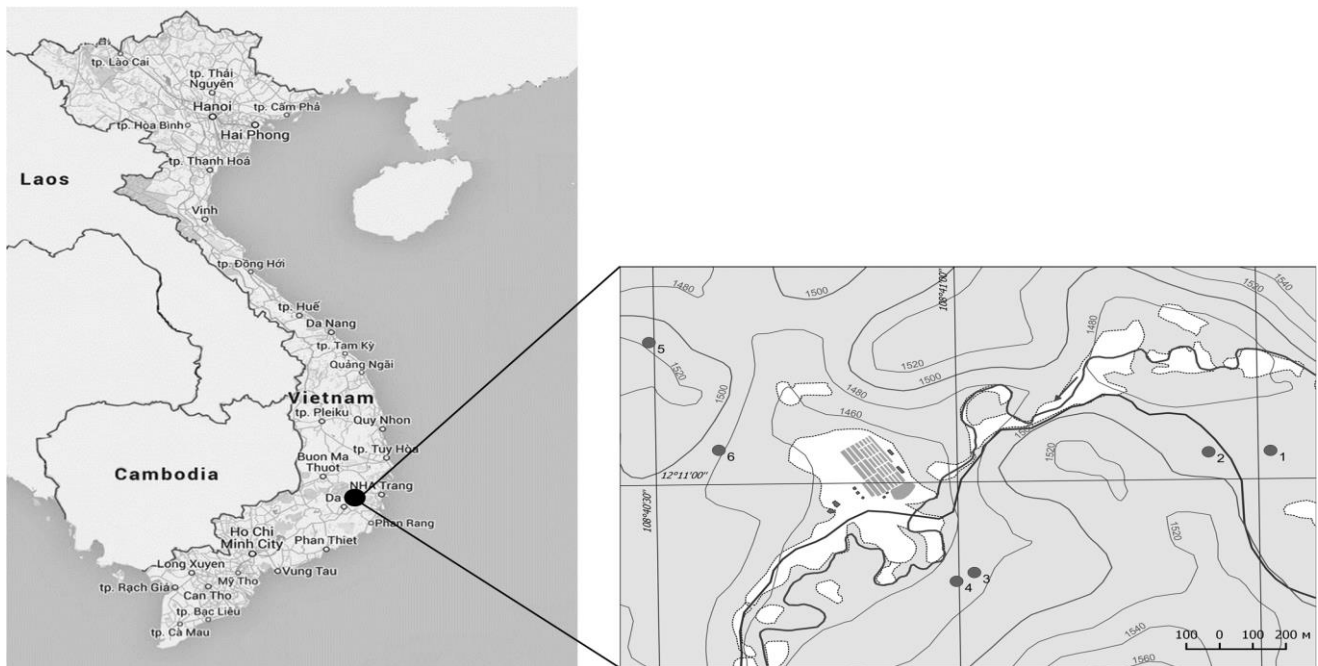 tp. Lào Cai
tp. Thái
Nguyên
Hanoi
tp. Cẩm Phả
tp. Hòa Bình
Hai Phong
tp. Thanh Hoá
Laos
Vinh
tp. Đồng Hới
tp. Huế
Da Nang
tp. Tam Kỳ
Quảng Ngãi
Vietnam
tp. Pleiku
Quy Nhon
tp. Tuy Hòa
Buon Ma
Thuot
Cambodia
NHA Trang
Da
Phan Rang
Ho Chi
Minh City
Phan Thiet
Long Xuyen
Mỹ Tho
Vung Tau
tp. Rạch Giá
Can Tho
tp. Bạc Liêu
tp. Cà Mau
1480
1500
108°41'00"
1540
1520
1500
1480
5
1520
1500
1520
1500
1480
1460
1520
6
2
1
12°11'00"
108°40'30"
1520
3
4
1540
1560
100 0 100 200 м